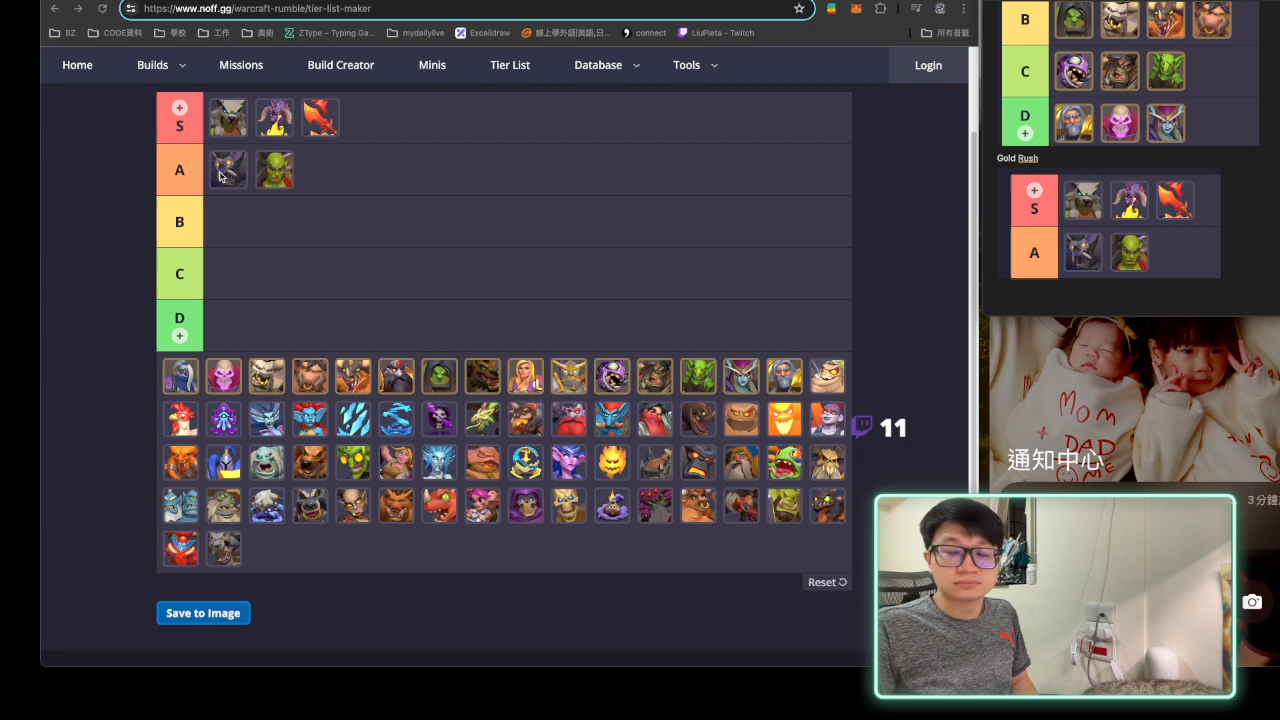 https://www.noff.gg/warcraft-rumble/tier-list-maker
BZ
CODE資料
學校
工作
美術
ZType – Typing Ga...
mydailylive
Excalidraw
線上學外語|美語,日...
connect
LiuPieta - Twitch
所有書籤
Home
Builds
Missions
Build Creator
Minis
Tier List
Database
Tools
Login
S
A
B
C
D
Reset
Save to Image
11
B
C
D
Gold Rush
S
A
MOM
+
DAD
ME
通知中心
3 分鐘